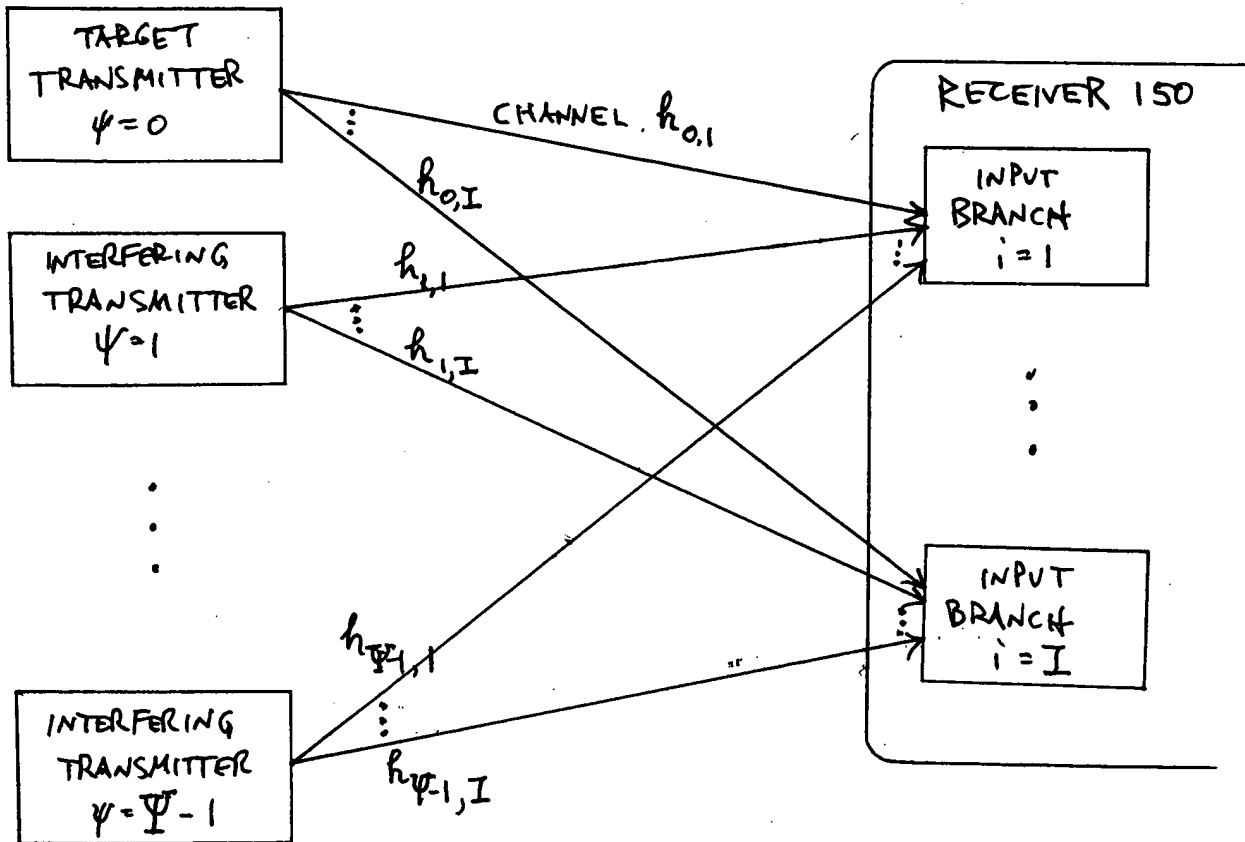 TARGET
TRANSMITTER
ψ=0
CHANNEL. h0,1
h0,I
RECEIVER 150
INPUT
BRANCH
i=1
INTERFERING
TRANSMITTER
ψ=1
h1,1
h1,I
INPUT
BRANCH
i=I
hΨ-1,1
hΨ-1,I
INTERFERING
TRANSMITTER
ψ=Ψ-1